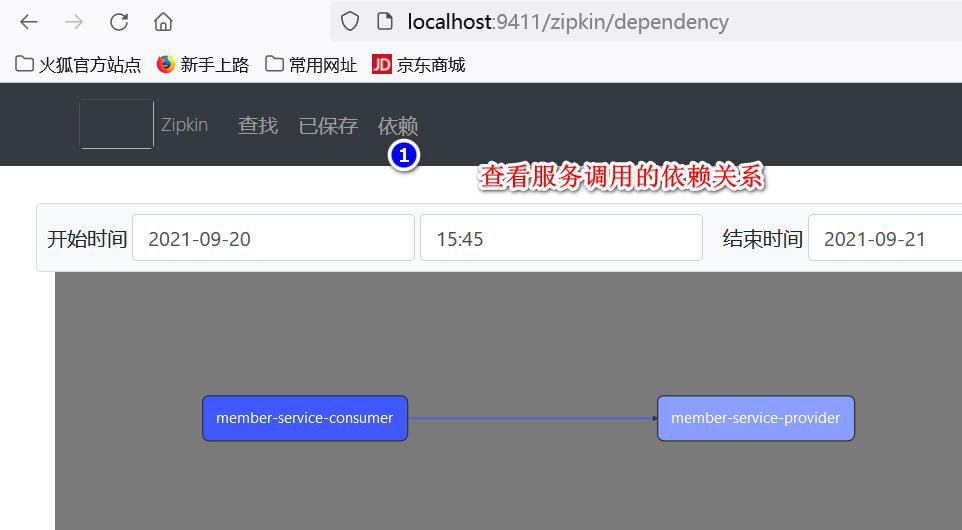 localhost:9411/zipkin/dependency
火狐官方站点 新手上路 常用网址 JD 京东商城
Zipkin 查找 已保存 依赖
1
查看服务调用的依赖关系
开始时间 2021-09-20 15:45 结束时间 2021-09-21
member-service-consumer member-service-provider